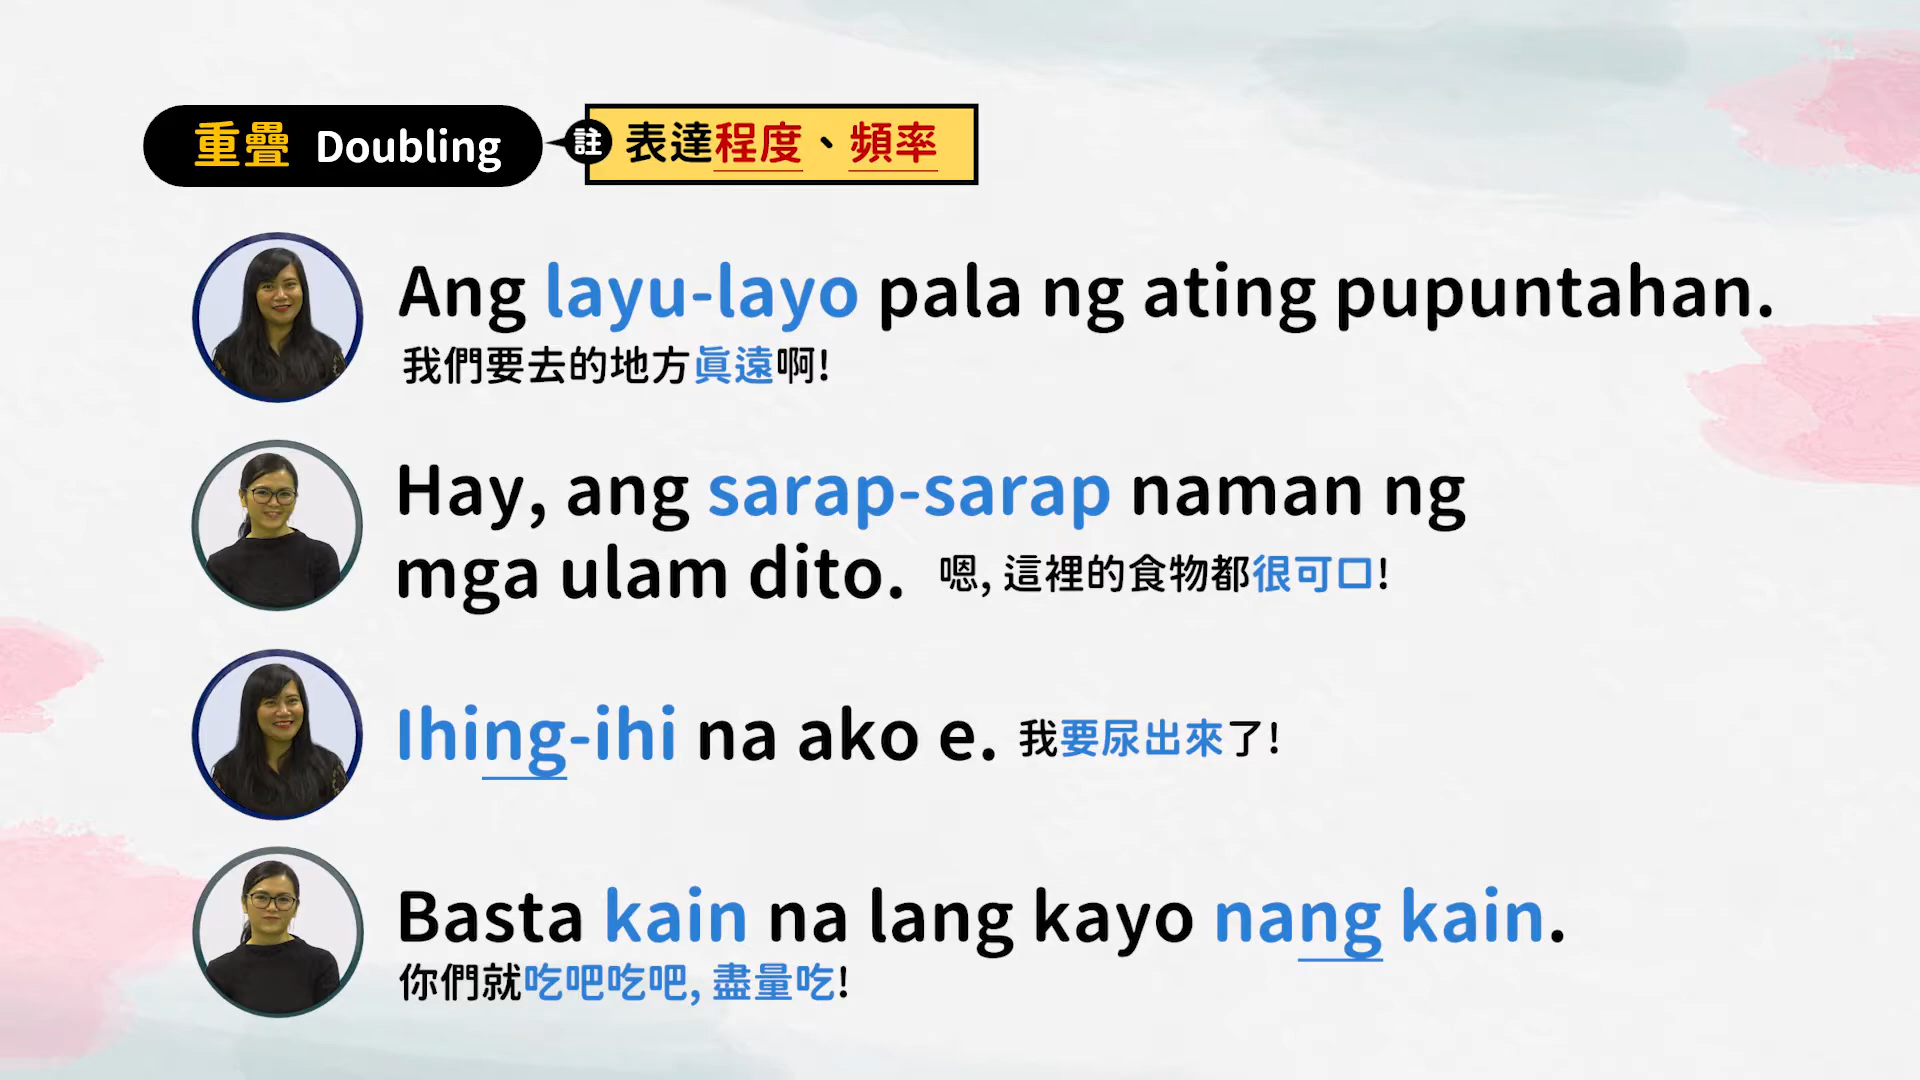 重疊 Doubling 註 表達程度、頻率
Ang layu-layo pala ng ating pupuntahan.
我們要去的地方眞遠啊!
Hay, ang sarap-sarap naman ng
mga ulam dito. 嗯, 這裡的食物都很可口!
Ihing-ihi na ako e. 我要尿出來了!
Basta kain na lang kayo nang kain.
你們就吃吧吃吧, 盡量吃!